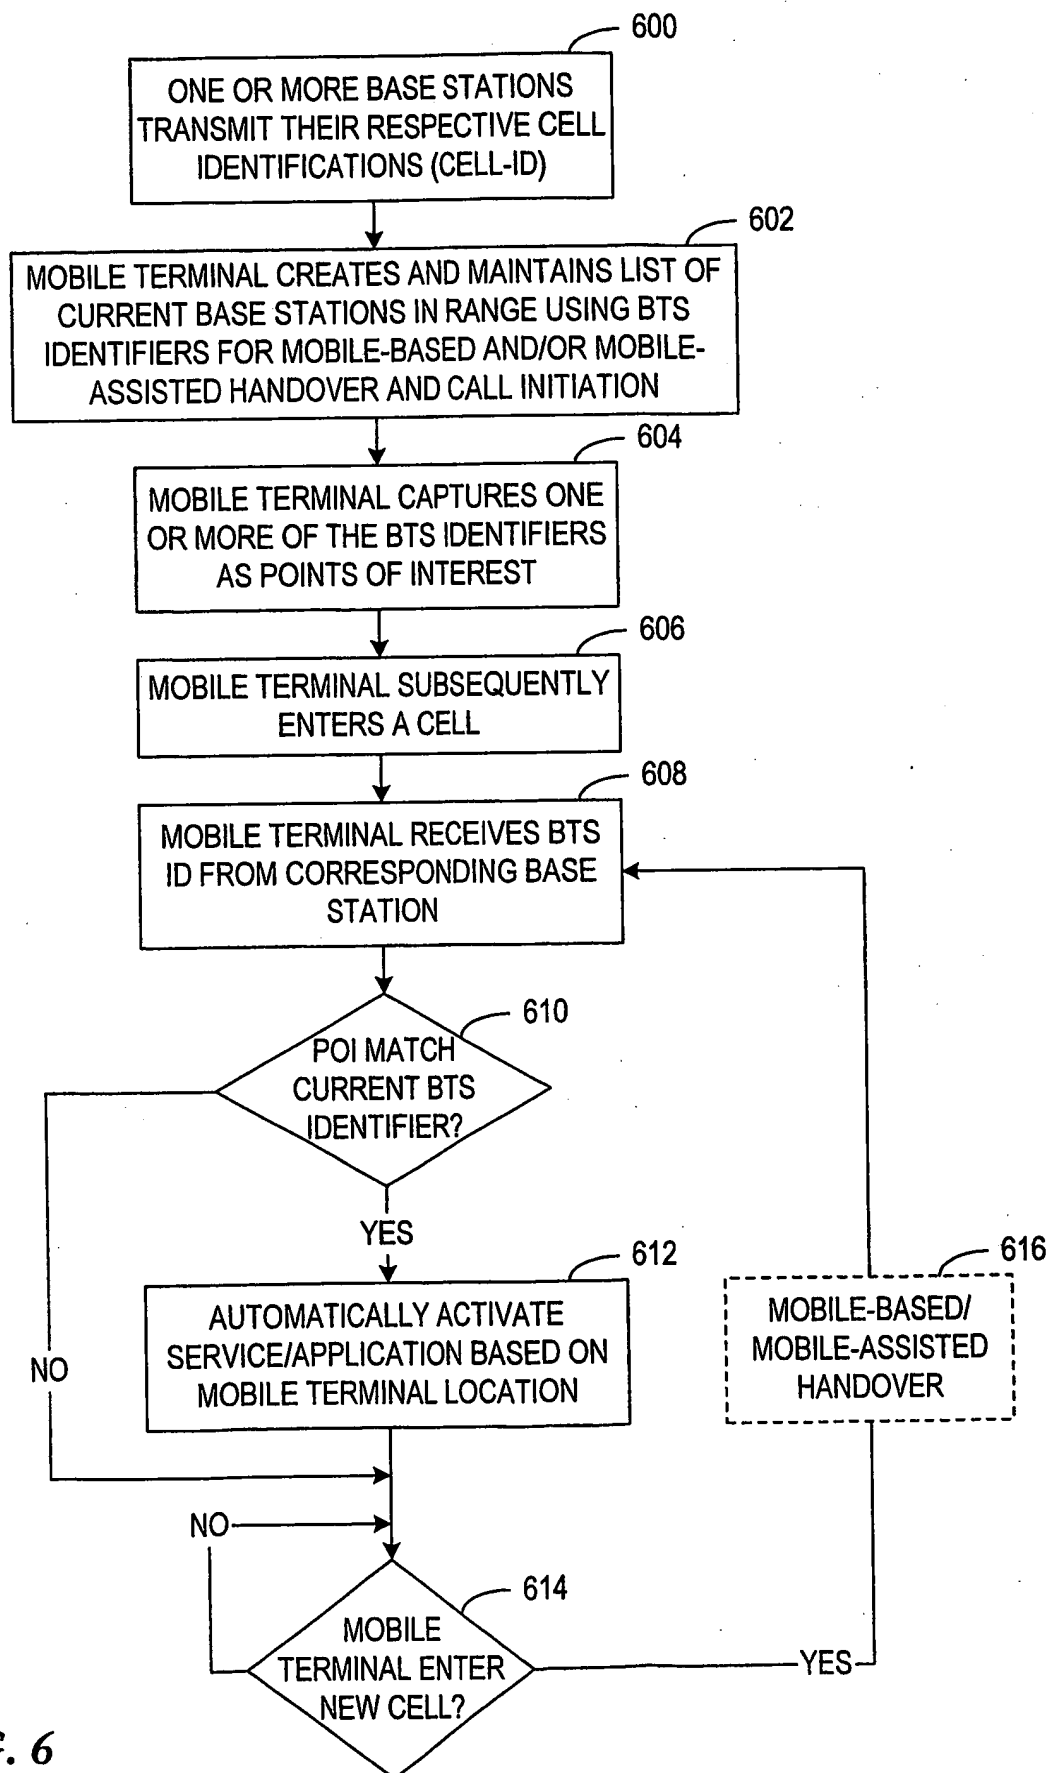 600
ONE OR MORE BASE STATIONS
TRANSMIT THEIR RESPECTIVE CELL
IDENTIFICATIONS (CELL-ID)
602
MOBILE TERMINAL CREATES AND MAINTAINS LIST OF
CURRENT BASE STATIONS IN RANGE USING BTS
IDENTIFIERS FOR MOBILE-BASED AND/OR MOBILE-
ASSISTED HANDOVER AND CALL INITIATION
604
MOBILE TERMINAL CAPTURES ONE
OR MORE OF THE BTS IDENTIFIERS
AS POINTS OF INTEREST
606
MOBILE TERMINAL SUBSEQUENTLY
ENTERS A CELL
608
MOBILE TERMINAL RECEIVES BTS
ID FROM CORRESPONDING BASE
STATION
610
POI MATCH
CURRENT BTS
IDENTIFIER?
YES
612
AUTOMATICALLY ACTIVATE
SERVICE/APPLICATION BASED ON
MOBILE TERMINAL LOCATION
616
MOBILE-BASED/
MOBILE-ASSISTED
HANDOVER
NO
NO
614
MOBILE
TERMINAL ENTER
NEW CELL?
YES
6